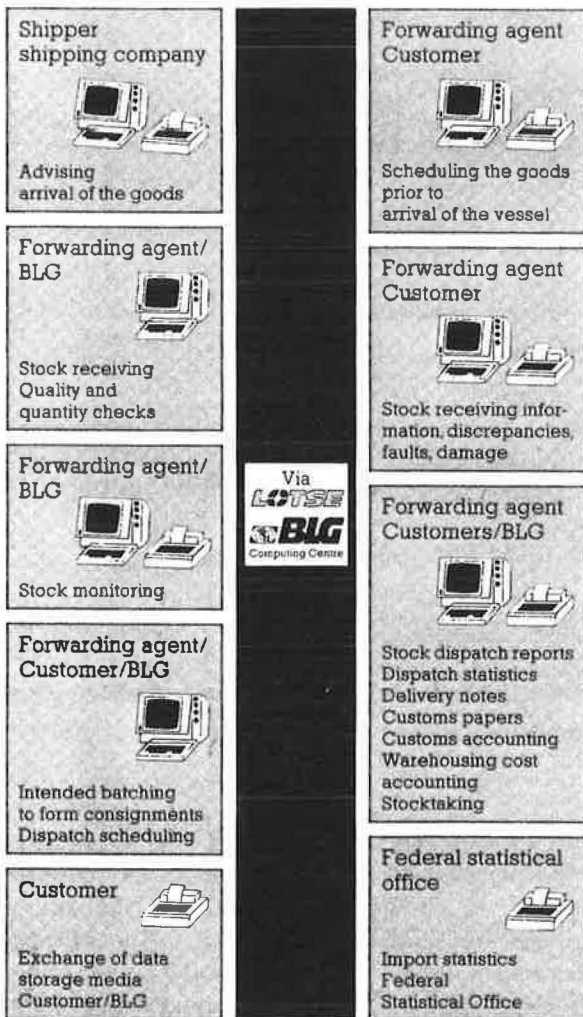 Shipper
shipping company
Advising
arrival of the goods
Forwarding agent/
BLG
Stock receiving
Quality and
quantity checks
Forwarding agent/
BLG
Stock monitoring
Forwarding agent/
Customer/BLG
Intended batching
to form consignments
Dispatch scheduling
Customer
Exchange of data
storage media
Customer/BLG
Via
LOTSE
BLG
Computing Centre
Forwarding agent
Customer
Scheduling the goods
prior to
arrival of the vessel
Forwarding agent
Customer
Stock receiving infor-
mation, discrepancies,
faults, damage
Forwarding agent
Customers/BLG
Stock dispatch reports
Dispatch statistics
Delivery notes
Customs papers
Customs accounting
Warehousing cost
accounting
Stocktaking
Federal statistical
office
Import statistics
Federal
Statistical Office